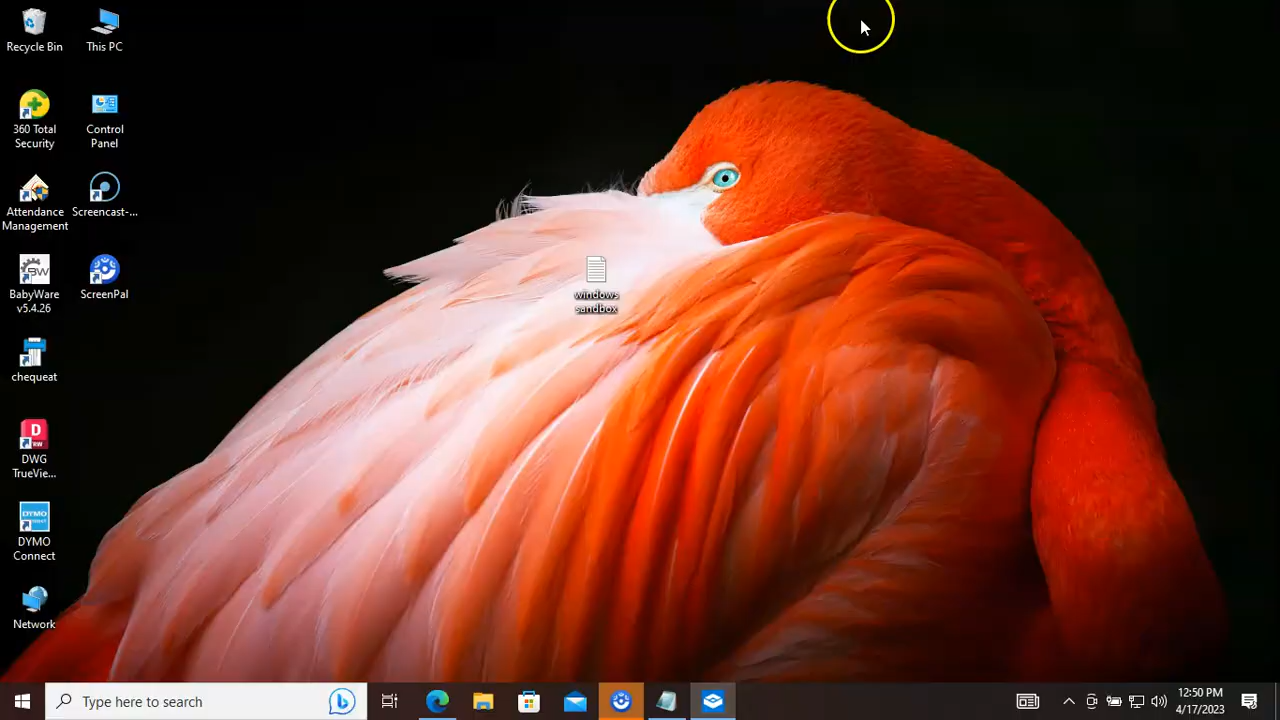 Recycle Bin
This PC
360 Total
Security
Control
Panel
Attendance
Management
Screencast-...
BabyWare
v5.4.26
ScreenPal
windows
sandbox
chequeat
DWG
TrueVie...
DYMO
Connect
Network
Type here to search
12:50 PM
4/17/2023